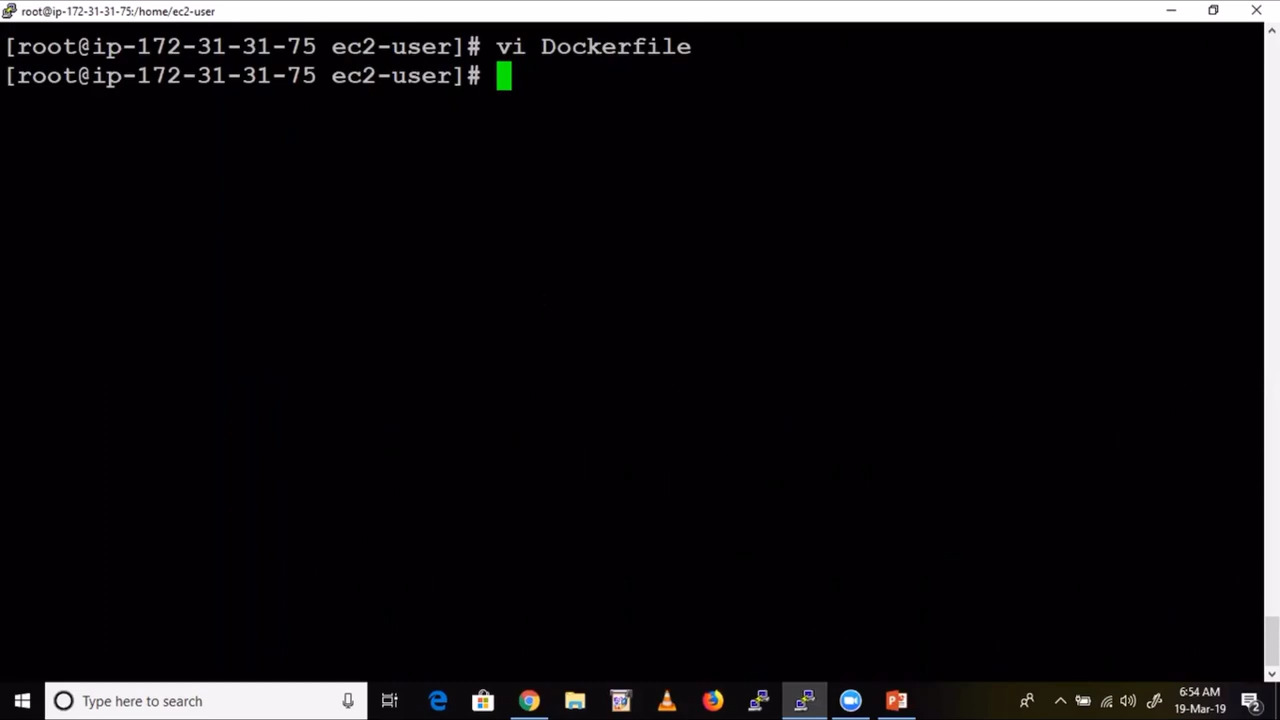 root@ip-172-31-31-75:/home/ec2-user
[root@ip-172-31-31-75 ec2-user]# vi Dockerfile
[root@ip-172-31-31-75 ec2-user]#
Type here to search
6:54 AM
19-Mar-19
2